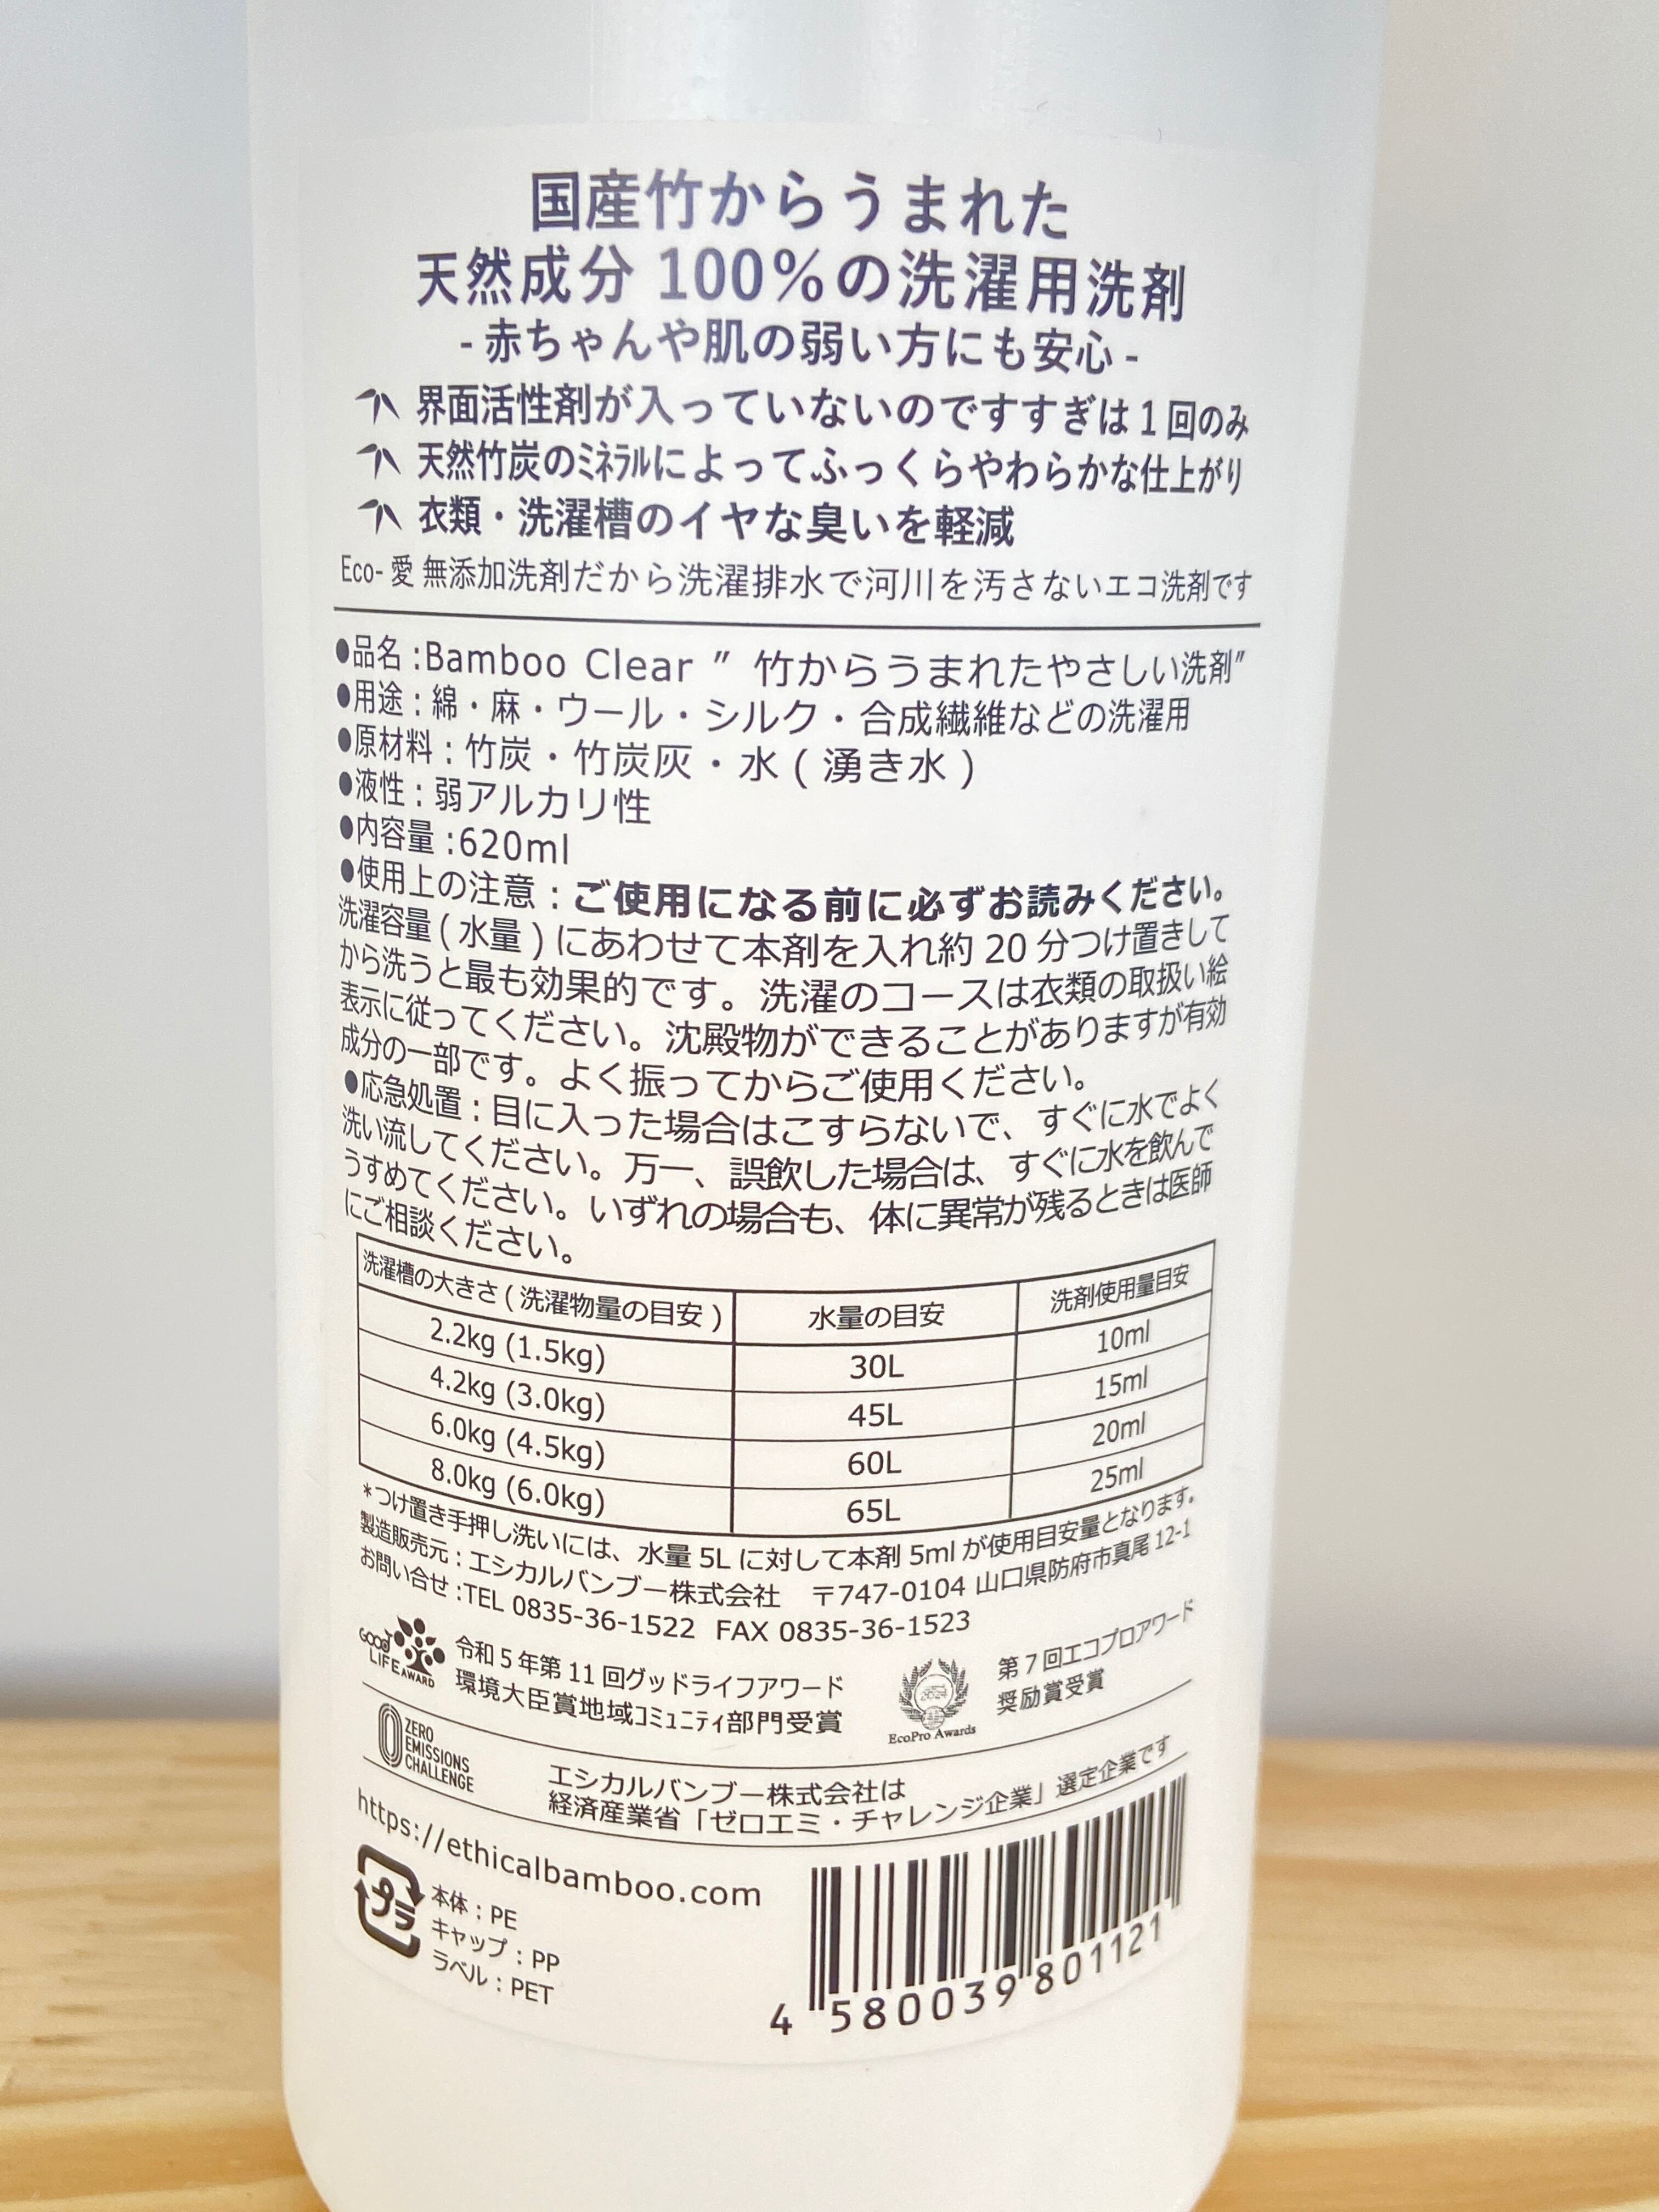 国産竹からうまれた
天然成分 100%の洗濯用洗剤
- 赤ちゃんや肌の弱い方にも安心 -
界面活性剤が入っていないのですすぎは1回のみ
天然竹炭のミネラルによってふっくらやわらかな仕上がり
衣類・洗濯槽のイヤな臭いを軽減
Eco- 愛 無添加洗剤だから洗濯排水で河川を汚さないエコ洗剤です
●品名 :Bamboo Clear ” 竹からうまれたやさしい洗剤”
●用途 : 綿・麻・ウール・シルク・合成繊維などの洗濯用
●原材料 : 竹炭・竹炭灰・水 ( 湧き水 )
●液性 : 弱アルカリ性
●内容量 :620ml
●使用上の注意 : ご使用になる前に必ずお読みください。
洗濯容量 ( 水量 ) にあわせて本剤を入れ約 20 分つけ置きして
から洗うと最も効果的です。洗濯のコースは衣類の取扱い絵
表示に従ってください。沈殿物ができることがありますが有効
成分の一部です。よく振ってからご使用ください。
●応急処置 : 目に入った場合はこすらないで、すぐに水でよく
洗い流してください。万一、誤飲した場合は、すぐに水を飲んで
うすめてください。いずれの場合も、体に異常が残るときは医師
にご相談ください。
洗濯槽の大きさ ( 洗濯物量の目安 ) 水量の目安 洗剤使用量目安
2.2kg (1.5kg) 30L 10ml
4.2kg (3.0kg) 45L 15ml
6.0kg (4.5kg) 60L 20ml
8.0kg (6.0kg) 65L 25ml
*つけ置き手押し洗いには、水量 5L に対して本剤 5ml が使用目安量となります。
製造販売元 : エシカルバンブー株式会社 〒747-0104 山口県防府市真尾 12-1
お問い合せ :TEL 0835-36-1522 FAX 0835-36-1523
GOOD LIFE AWARD
令和 5 年第 11 回グッドライフアワード
環境大臣賞地域コミュニティ部門受賞
EcoPro Awards
第 7 回エコプロアワード
奨励賞受賞
ZERO
EMISSIONS
CHALLENGE
エシカルバンブー株式会社は
経済産業省「ゼロエミ・チャレンジ企業」選定企業です
https://ethicalbamboo.com
プラ
本体 : PE
キャップ : PP
ラベル : PET
4 580039 801121